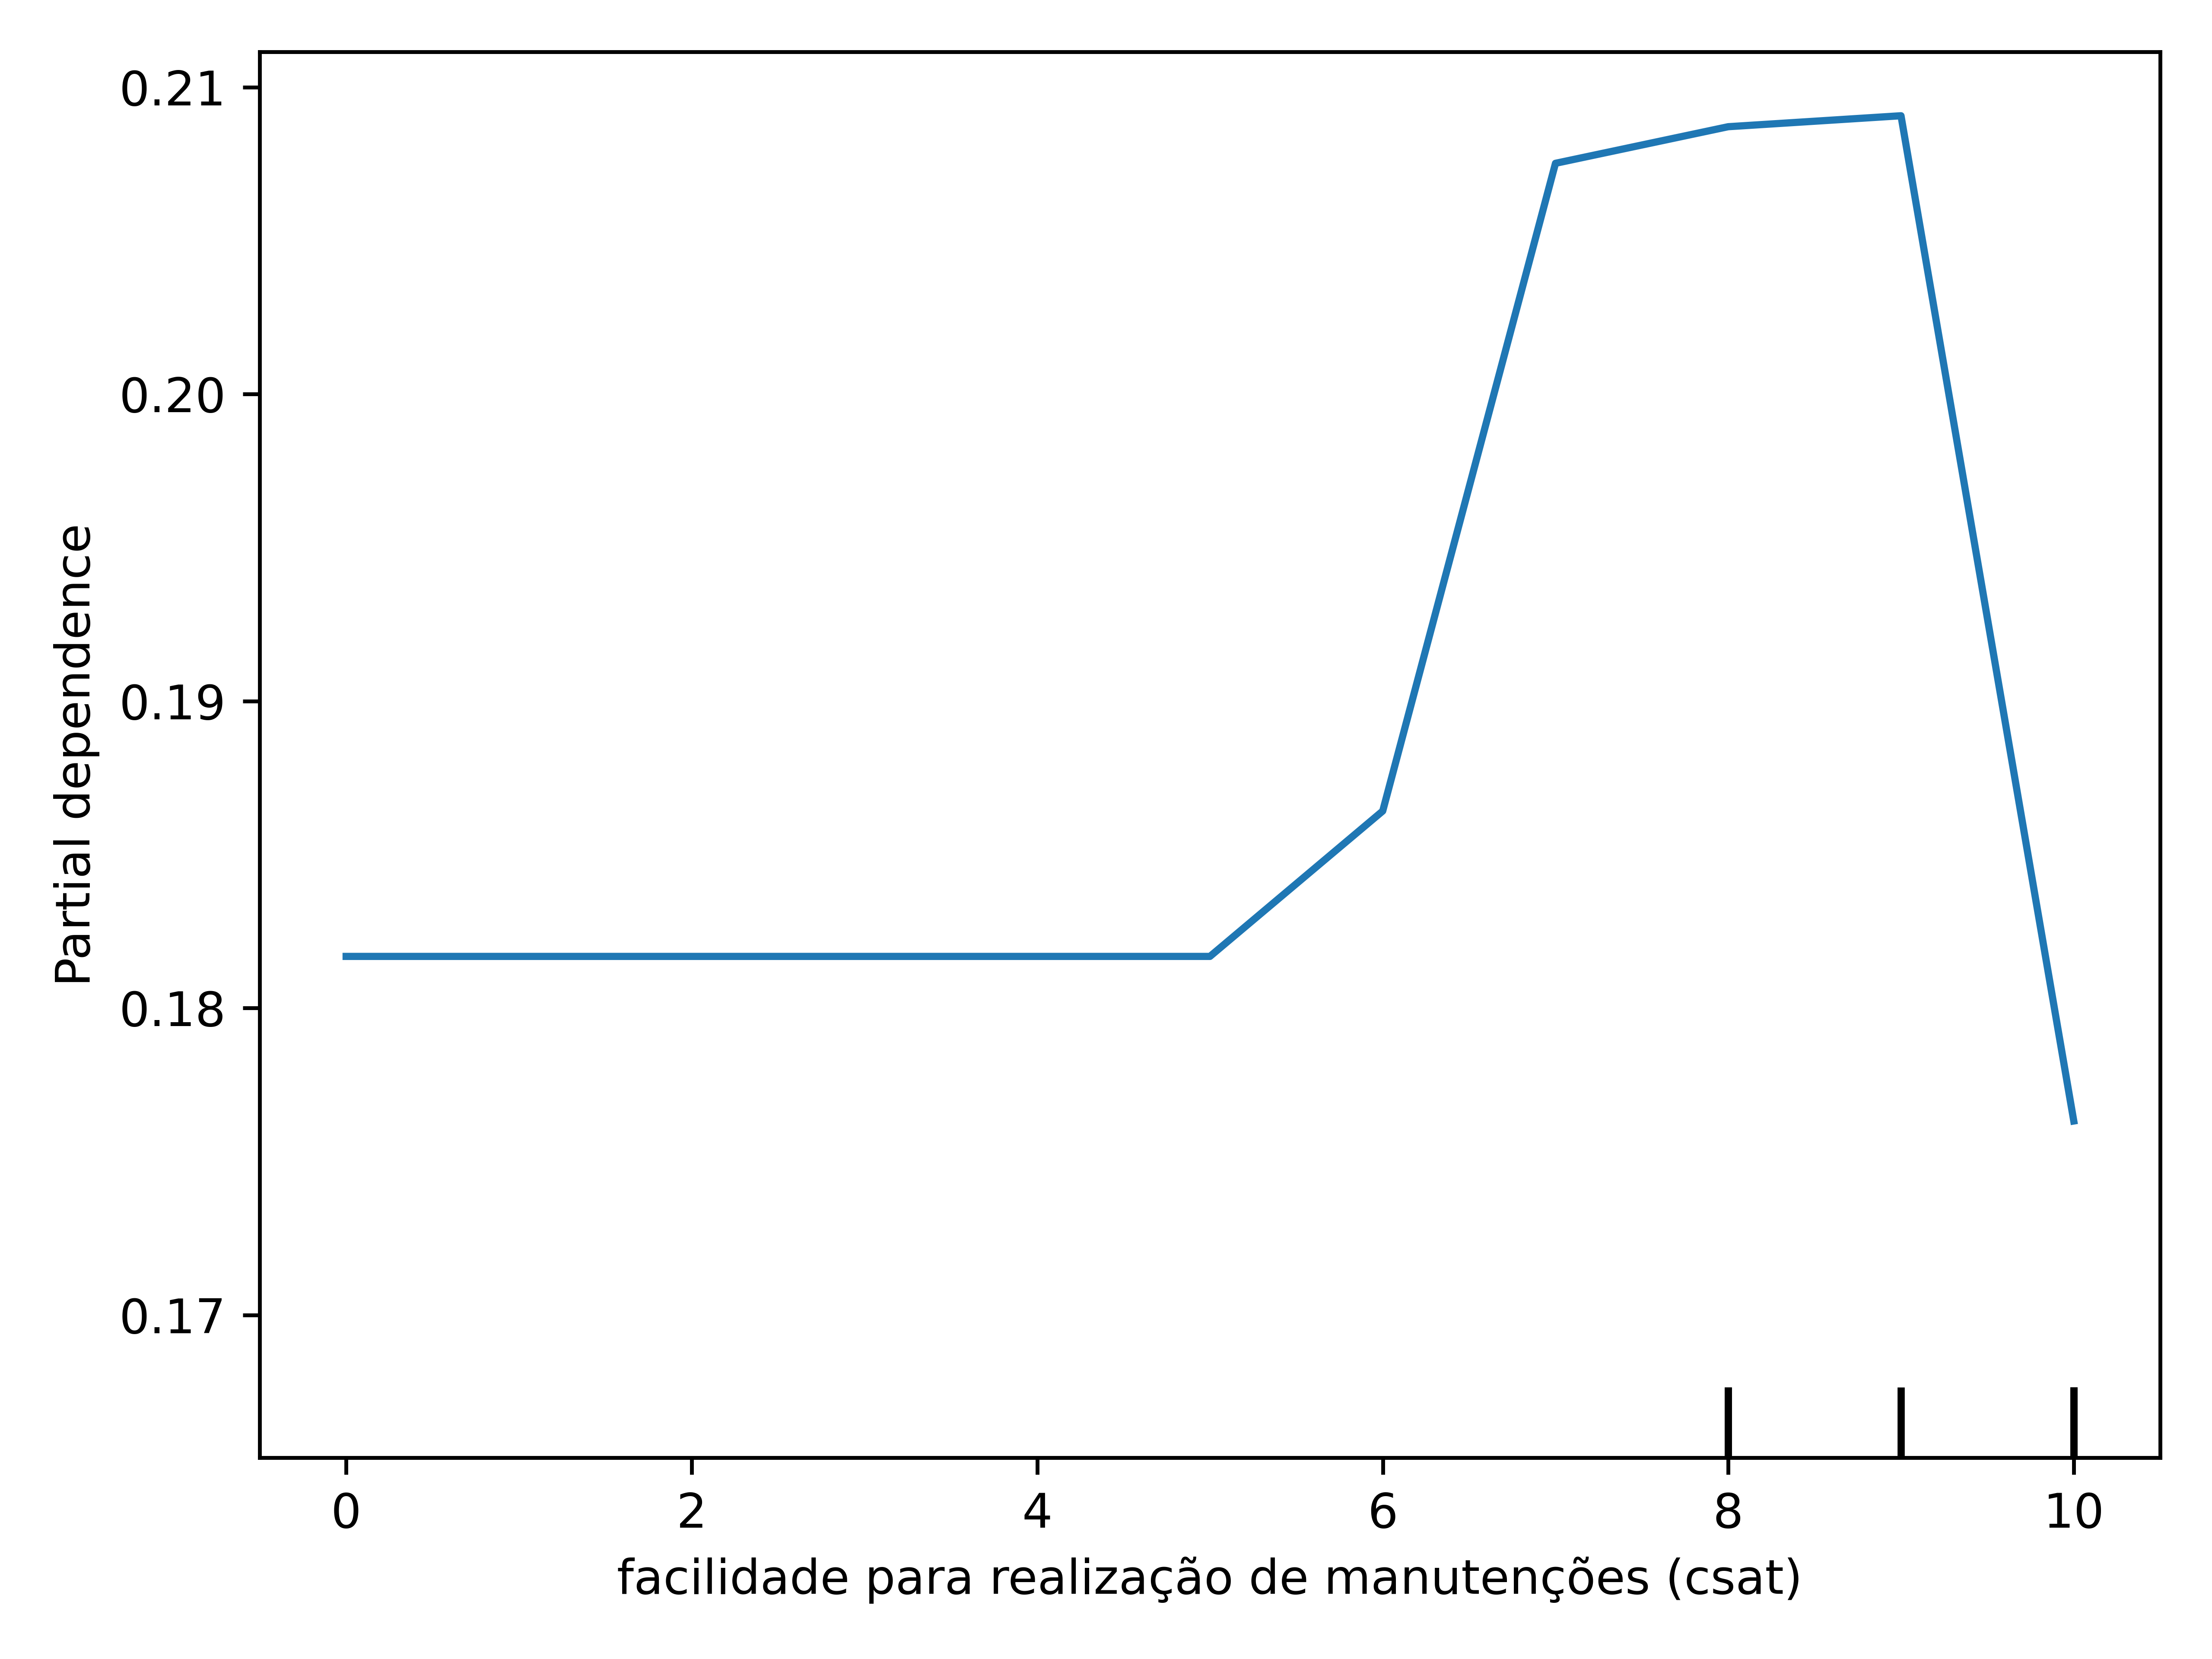 0.21
0.20
0.19
0.18
0.17
Partial dependence
0 2 4 6 8 10
facilidade para realização de manutenções (csat)